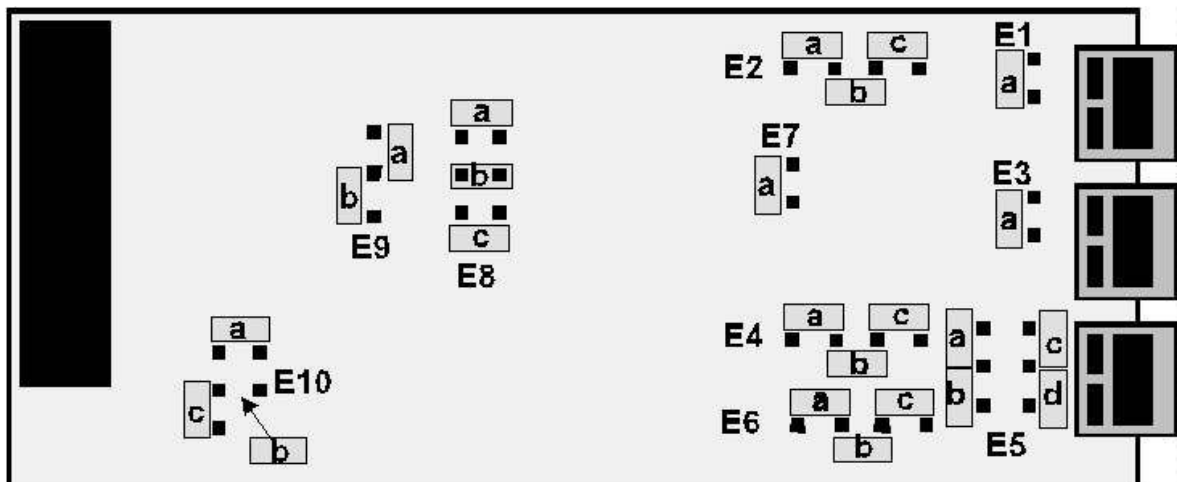 a c E1
E2 a
b
a E7
a
b b a E3
a
E9 c
E8
a c a c
a E4
b
E10 a c b d
c E6 E5
b b